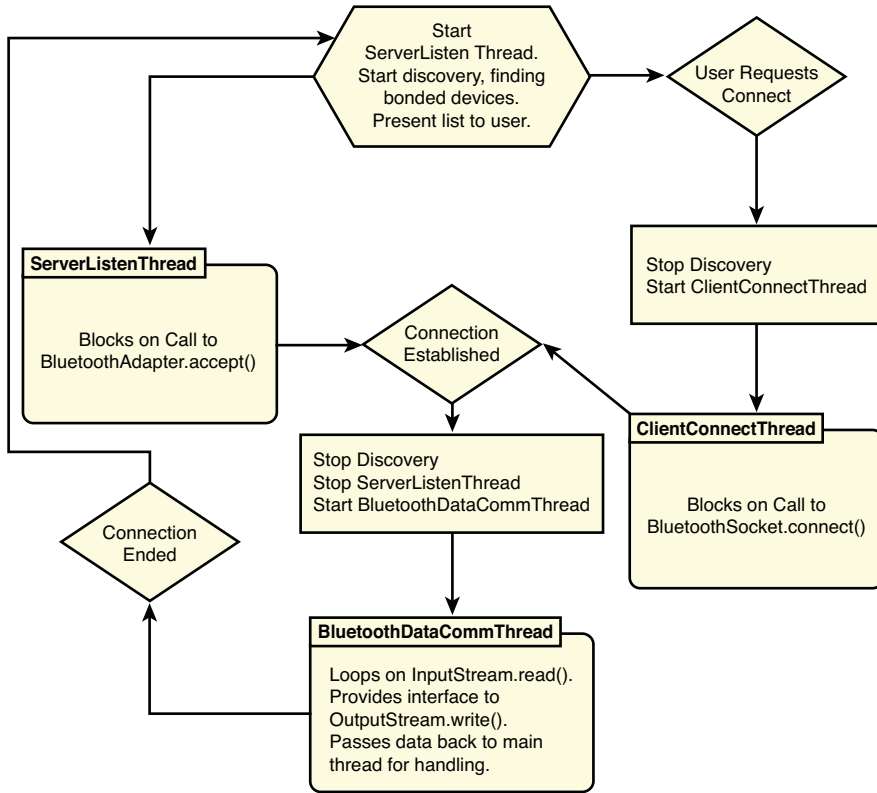 Start
ServerListen Thread.
Start discovery, finding
bonded devices.
Present list to user.
User Requests
Connect
Stop Discovery
Start ClientConnectThread
ServerListenThread
Blocks on Call to
BluetoothAdapter.accept()
Connection
Established
ClientConnectThread
Blocks on Call to
BluetoothSocket.connect()
Stop Discovery
Stop ServerListenThread
Start BluetoothDataCommThread
Connection
Ended
BluetoothDataCommThread
Loops on InputStream.read().
Provides interface to
OutputStream.write().
Passes data back to main
thread for handling.